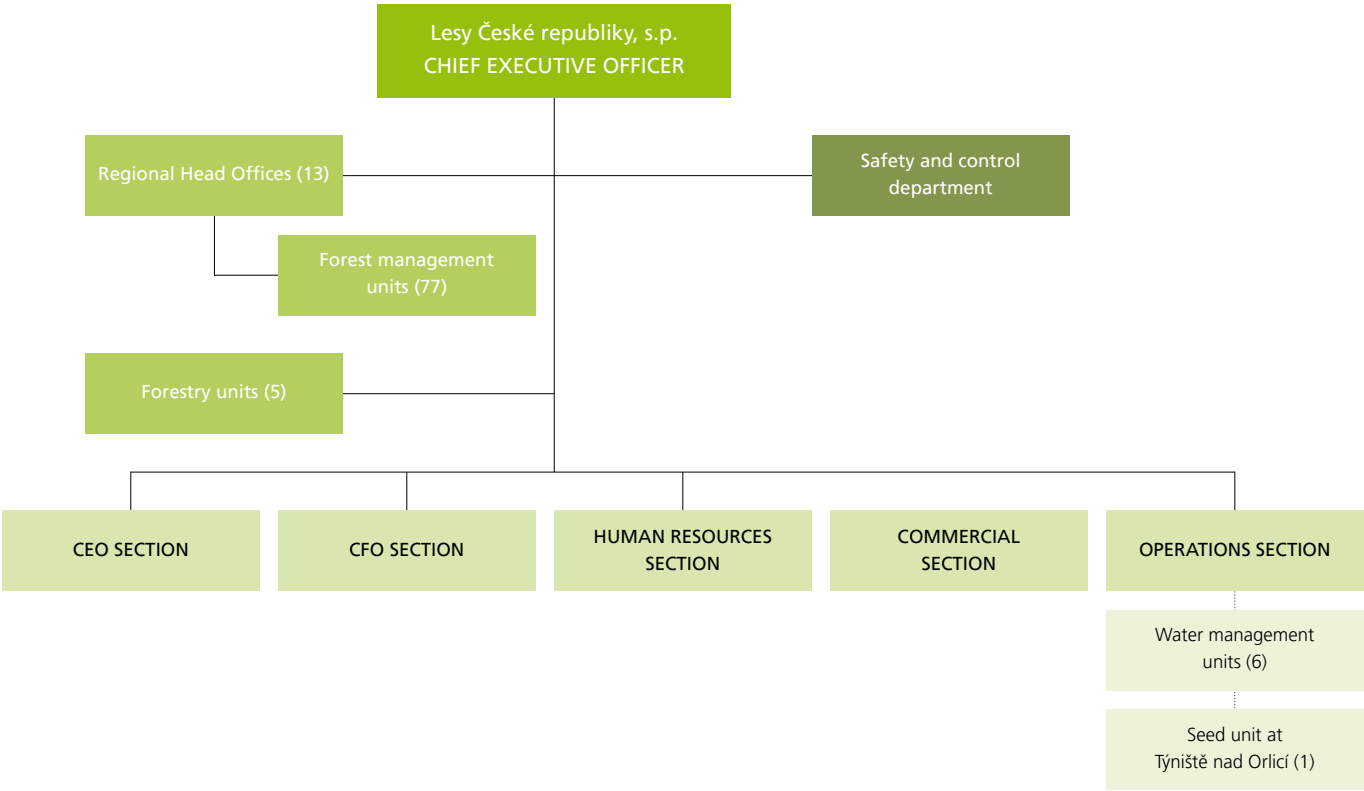 Lesy České republiky, s.p.
CHIEF EXECUTIVE OFFICER
Regional Head Offices (13)
Safety and control
department
Forest management
units (77)
Forestry units (5)
CEO SECTION
CFO SECTION
HUMAN RESOURCES
SECTION
COMMERCIAL
SECTION
OPERATIONS SECTION
Water management
units (6)
Seed unit at
Týniště nad Orlicí (1)